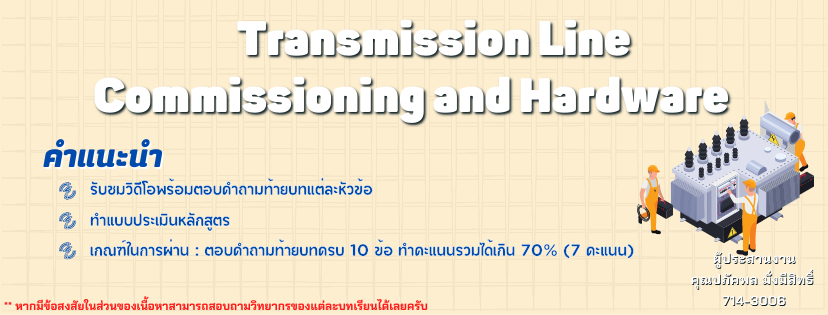 Transmission Line
Commissioning and Hardware
คำแนะนำ
รับชมวิดีโอพร้อมตอบคำถามท้ายบทแต่ละหัวข้อ
ทำแบบประเมินหลักสูตร
เกณฑ์ในการผ่าน : ตอบคำถามท้ายบทครบ 10 ข้อ ทำคะแนนรวมได้เกิน 70% (7 คะแนน)
ผู้ประสานงาน
คุณปภัคพล มั่งมีสิทธิ์
714-3006
** หากมีข้อสงสัยในส่วนของเนื้อหาสามารถสอบถามวิทยากรของแต่ละบทเรียนได้เลยครับ